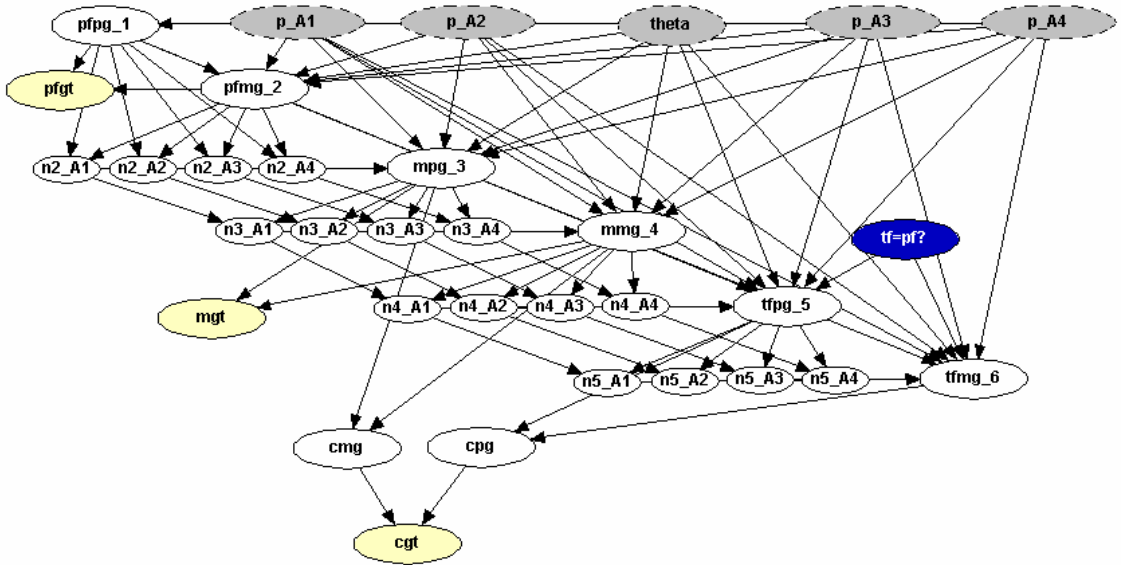 pfpg_1 p_A1 p_A2 theta p_A3 p_A4
pfgt pfmg_2
n2_A1 n2_A2 n2_A3 n2_A4 mpg_3
n3_A1 n3_A2 n3_A3 n3_A4 mmg_4 tf=pf?
mgt n4_A1 n4_A2 n4_A3 n4_A4 tfpg_5
n5_A1 n5_A2 n5_A3 n5_A4 tfmg_6
cmg cpg
cgt